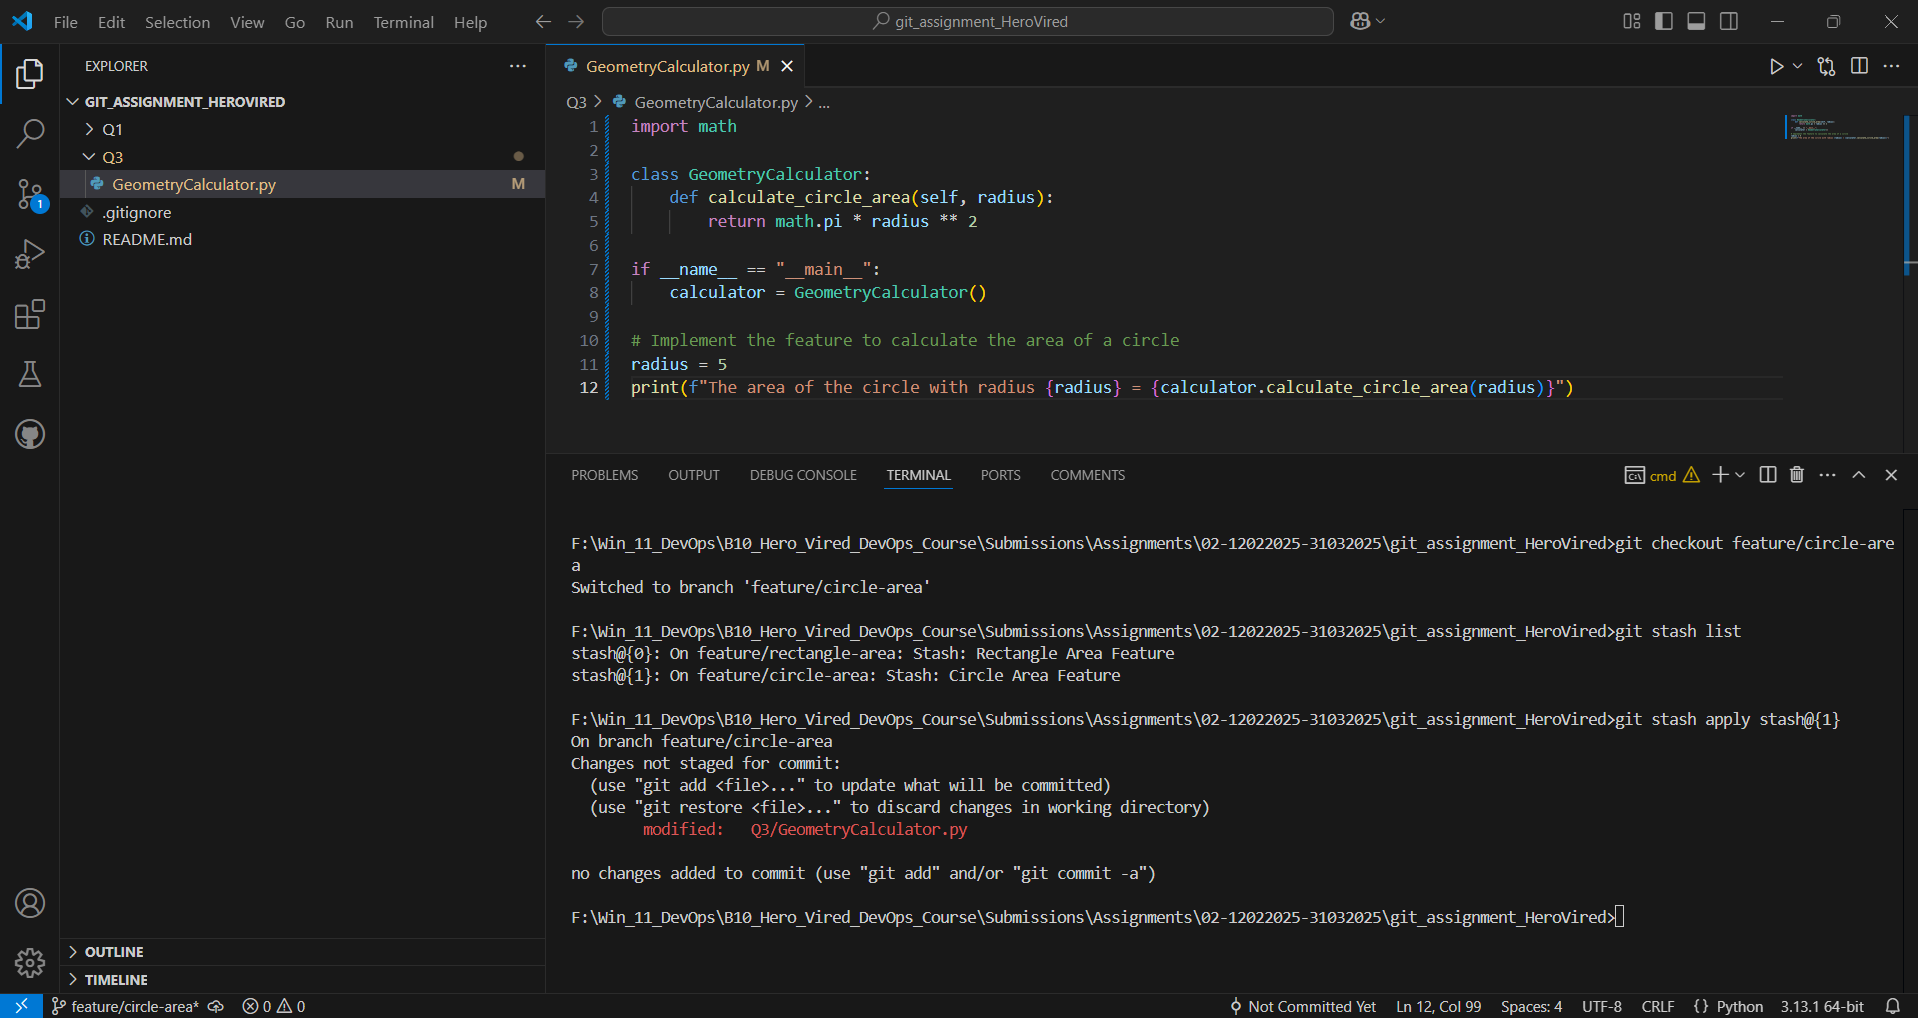 File Edit Selection View Go Run Terminal Help
git_assignment_HeroVired
EXPLORER
GIT_ASSIGNMENT_HEROVIRED
Q1
Q3
GeometryCalculator.py M
.gitignore
README.md
1
OUTLINE
TIMELINE
GeometryCalculator.py M
Q3 > GeometryCalculator.py > ...
1 import math
2
3 class GeometryCalculator:
4 def calculate_circle_area(self, radius):
5 return math.pi * radius ** 2
6
7 if __name__ == "__main__":
8 calculator = GeometryCalculator()
9
10 # Implement the feature to calculate the area of a circle
11 radius = 5
12 print(f"The area of the circle with radius {radius} = {calculator.calculate_circle_area(radius)}")
PROBLEMS OUTPUT DEBUG CONSOLE TERMINAL PORTS COMMENTS
cmd
F:\Win_11_DevOps\B10_Hero_Vired_DevOps_Course\Submissions\Assignments\02-12022025-31032025\git_assignment_HeroVired>git checkout feature/circle-are
a
Switched to branch 'feature/circle-area'
F:\Win_11_DevOps\B10_Hero_Vired_DevOps_Course\Submissions\Assignments\02-12022025-31032025\git_assignment_HeroVired>git stash list
stash@{0}: On feature/rectangle-area: Stash: Rectangle Area Feature
stash@{1}: On feature/circle-area: Stash: Circle Area Feature
F:\Win_11_DevOps\B10_Hero_Vired_DevOps_Course\Submissions\Assignments\02-12022025-31032025\git_assignment_HeroVired>git stash apply stash@{1}
On branch feature/circle-area
Changes not staged for commit:
(use "git add <file>..." to update what will be committed)
(use "git restore <file>..." to discard changes in working directory)
modified: Q3/GeometryCalculator.py
no changes added to commit (use "git add" and/or "git commit -a")
F:\Win_11_DevOps\B10_Hero_Vired_DevOps_Course\Submissions\Assignments\02-12022025-31032025\git_assignment_HeroVired>
feature/circle-area* 0 0 Not Committed Yet Ln 12, Col 99 Spaces: 4 UTF-8 CRLF {} Python 3.13.1 64-bit